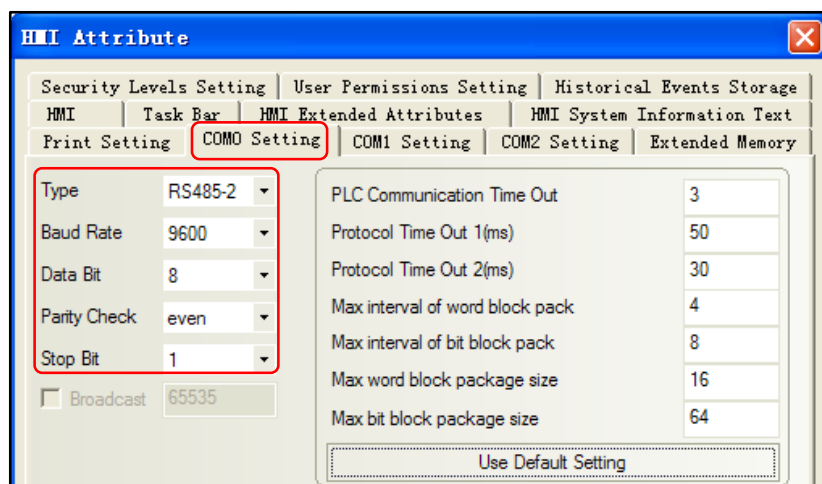 HMI Attribute
Security Levels Setting User Permissions Setting Historical Events Storage
HMI Task Bar HMI Extended Attributes HMI System Information Text
Print Setting COM0 Setting COM1 Setting COM2 Setting Extended Memory
Type RS485-2
Baud Rate 9600
Data Bit 8
Parity Check even
Stop Bit 1
Broadcast 65535
PLC Communication Time Out 3
Protocol Time Out 1(ms) 50
Protocol Time Out 2(ms) 30
Max interval of word block pack 4
Max interval of bit block pack 8
Max word block package size 16
Max bit block package size 64
Use Default Setting